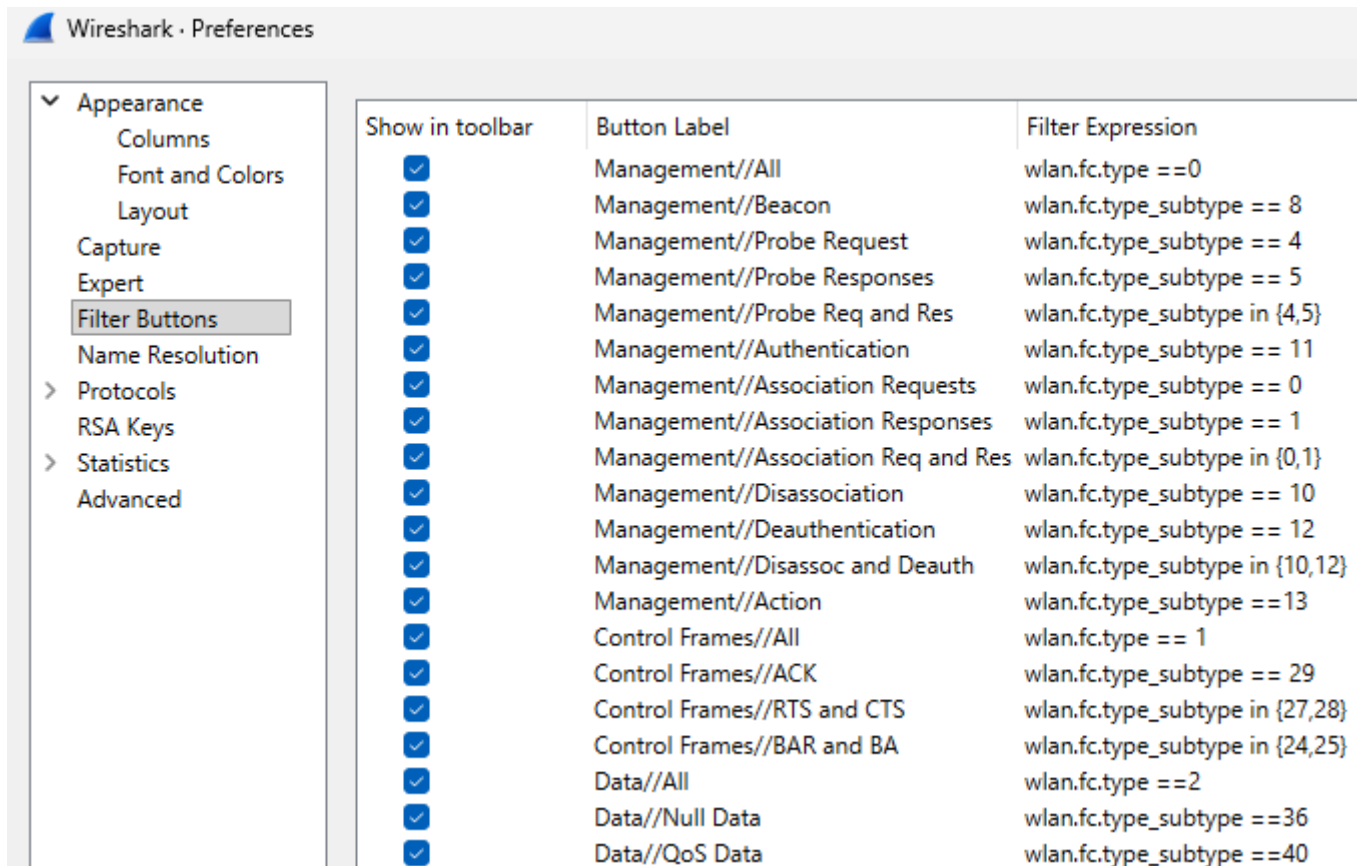 Wireshark · Preferences
Appearance
Columns
Font and Colors
Layout
Capture
Expert
Filter Buttons
Name Resolution
Protocols
RSA Keys
Statistics
Advanced
Show in toolbar Button Label Filter Expression
Management//All wlan.fc.type ==0
Management//Beacon wlan.fc.type_subtype == 8
Management//Probe Request wlan.fc.type_subtype == 4
Management//Probe Responses wlan.fc.type_subtype == 5
Management//Probe Req and Res wlan.fc.type_subtype in {4,5}
Management//Authentication wlan.fc.type_subtype == 11
Management//Association Requests wlan.fc.type_subtype == 0
Management//Association Responses wlan.fc.type_subtype == 1
Management//Association Req and Res wlan.fc.type_subtype in {0,1}
Management//Disassociation wlan.fc.type_subtype == 10
Management//Deauthentication wlan.fc.type_subtype == 12
Management//Disassoc and Deauth wlan.fc.type_subtype in {10,12}
Management//Action wlan.fc.type_subtype ==13
Control Frames//All wlan.fc.type == 1
Control Frames//ACK wlan.fc.type_subtype == 29
Control Frames//RTS and CTS wlan.fc.type_subtype in {27,28}
Control Frames//BAR and BA wlan.fc.type_subtype in {24,25}
Data//All wlan.fc.type ==2
Data//Null Data wlan.fc.type_subtype ==36
Data//QoS Data wlan.fc.type_subtype ==40